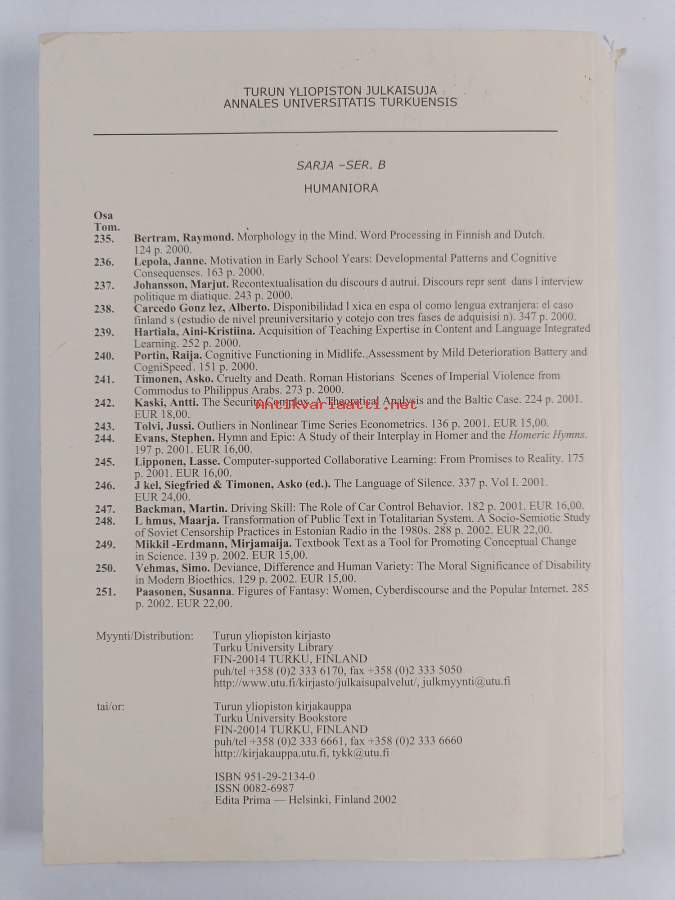 TURUN YLIOPISTON JULKAISUJA
ANNALES UNIVERSITATIS TURKUENSIS
SARJA –SER. B
HUMANIORA
Osa
Tom.
235. Bertram, Raymond. Morphology in the Mind. Word Processing in Finnish and Dutch.
124 p. 2000.
236. Lepola, Janne. Motivation in Early School Years: Developmental Patterns and Cognitive
Consequenses. 163 p. 2000.
237. Johansson, Marjut. Recontextualisation du discours d autrui. Discours repr sent dans l interview
politique m diatique. 243 p. 2000.
238. Carcedo Gonz lez, Alberto. Disponibilidad l xica en espa ol como lengua extranjera: el caso
finland s (estudio de nivel preuniversitario y cotejo con tres fases de adquisisi n). 347 p. 2000.
239. Hartiala, Aini-Kristiina. Acquisition of Teaching Expertise in Content and Language Integrated
Learning. 252 p. 2000.
240. Portin, Raija. Cognitive Functioning in Midlife. Assessment by Mild Deterioration Battery and
CogniSpeed. 151 p. 2000.
241. Timonen, Asko. Cruelty and Death. Roman Historians Scenes of Imperial Violence from
Commodus to Philippus Arabs. 273 p. 2000.
242. Kaski, Antti. The Security Complex. A Theoretical Analysis and the Baltic Case. 224 p. 2001.
Antikvariaatti.net
EUR 18,00.
243. Tolvi, Jussi. Outliers in Nonlinear Time Series Econometrics. 136 p. 2001. EUR 15,00.
244. Evans, Stephen. Hymn and Epic: A Study of their Interplay in Homer and the Homeric Hymns.
197 p. 2001. EUR 16,00.
245. Lipponen, Lasse. Computer-supported Collaborative Learning: From Promises to Reality. 175
p. 2001. EUR 16,00.
246. J kel, Siegfried & Timonen, Asko (ed.). The Language of Silence. 337 p. Vol I. 2001.
EUR 24,00.
247. Backman, Martin. Driving Skill: The Role of Car Control Behavior. 182 p. 2001. EUR 16,00.
248. L hmus, Maarja. Transformation of Public Text in Totalitarian System. A Socio-Semiotic Study
of Soviet Censorship Practices in Estonian Radio in the 1980s. 288 p. 2002. EUR 22,00.
249. Mikkil -Erdmann, Mirjamaija. Textbook Text as a Tool for Promoting Conceptual Change
in Science. 139 p. 2002. EUR 15,00.
250. Vehmas, Simo. Deviance, Difference and Human Variety: The Moral Significance of Disability
in Modern Bioethics. 129 p. 2002. EUR 15,00.
251. Paasonen, Susanna. Figures of Fantasy: Women, Cyberdiscourse and the Popular Internet. 285
p. 2002. EUR 22,00.
Myynti/Distribution: Turun yliopiston kirjasto
Turku University Library
FIN-20014 TURKU, FINLAND
puh/tel +358 (0)2 333 6170, fax +358 (0)2 333 5050
http://www.utu.fi/kirjasto/julkaisupalvelut/, julkmyynti@utu.fi
tai/or: Turun yliopiston kirjakauppa
Turku University Bookstore
FIN-20014 TURKU, FINLAND
puh/tel +358 (0)2 333 6661, fax +358 (0)2 333 6660
http://kirjakauppa.utu.fi, tykk@utu.fi
ISBN 951-29-2134-0
ISSN 0082-6987
Edita Prima — Helsinki, Finland 2002